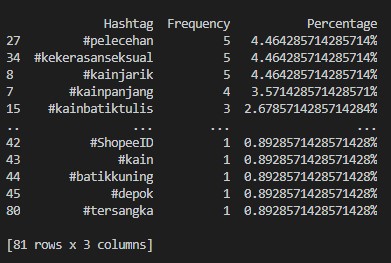 Hashtag Frequency Percentage
27 #pelecehan 5 4.464285714285714%
34 #kekerasanseksual 5 4.464285714285714%
8 #kainjarik 5 4.464285714285714%
7 #kainpanjang 4 3.571428571428571%
15 #kainbatiktulis 3 2.6785714285714284%
.. ... ... ...
42 #ShopeeID 1 0.8928571428571428%
43 #kain 1 0.8928571428571428%
44 #batikkuning 1 0.8928571428571428%
45 #depok 1 0.8928571428571428%
80 #tersangka 1 0.8928571428571428%
[81 rows x 3 columns]